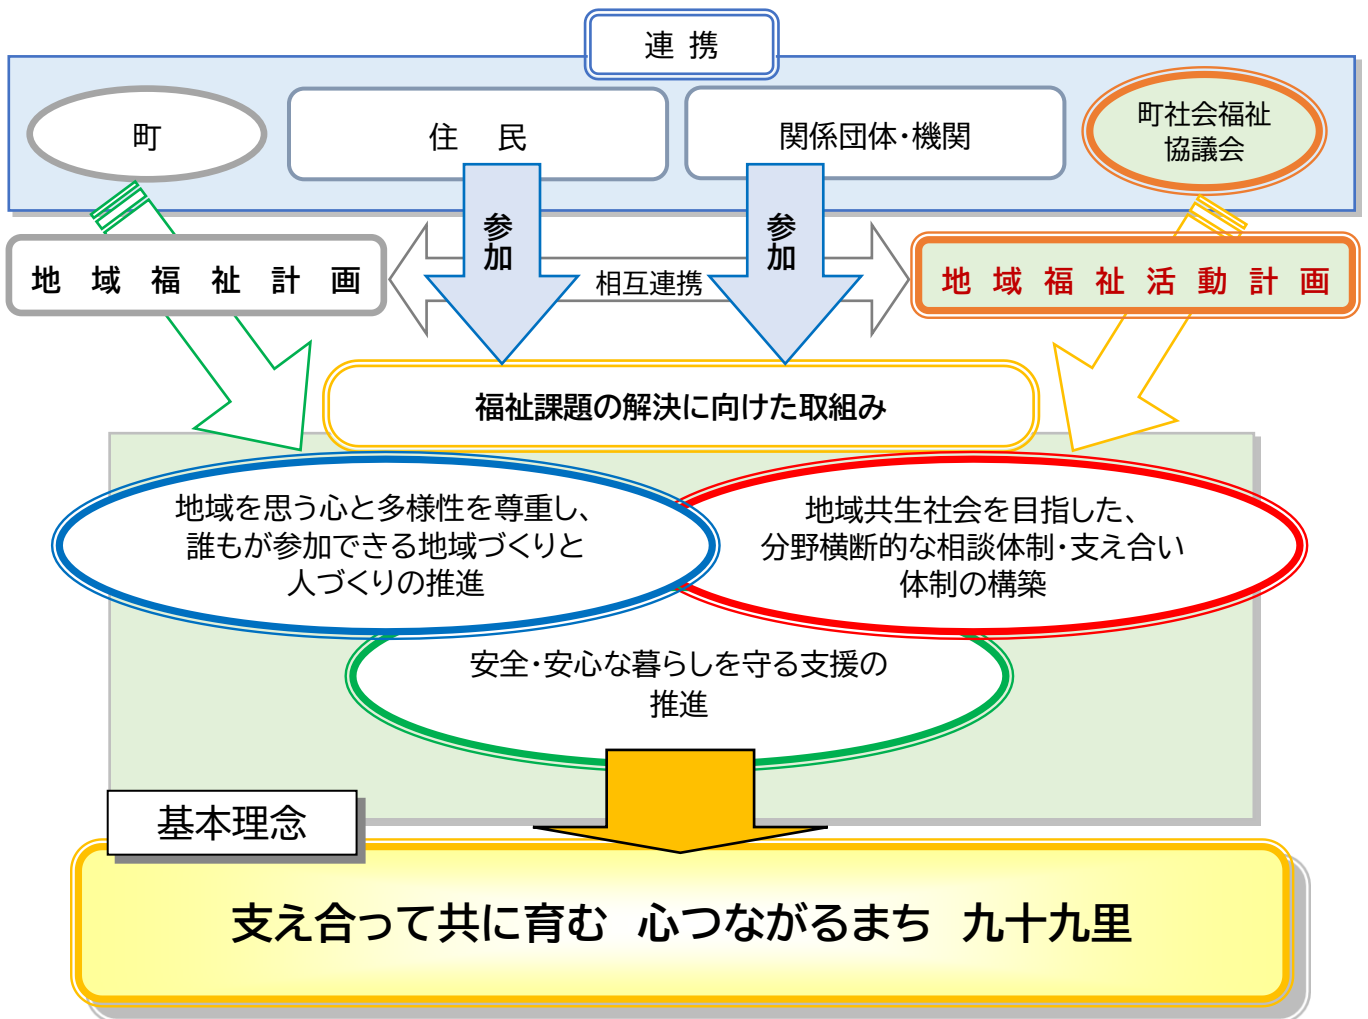 連 携
町
住 民
関係団体・機関
町社会福祉
協議会
参加
参加
地 域 福 祉 計 画
相互連携
地 域 福 祉 活 動 計 画
福祉課題の解決に向けた取組み
地域を思う心と多様性を尊重し、
誰もが参加できる地域づくりと
人づくりの推進
地域共生社会を目指した、
分野横断的な相談体制・支え合い
体制の構築
安全・安心な暮らしを守る支援の
推進
基本理念
支え合って共に育む 心つながるまち 九十九里